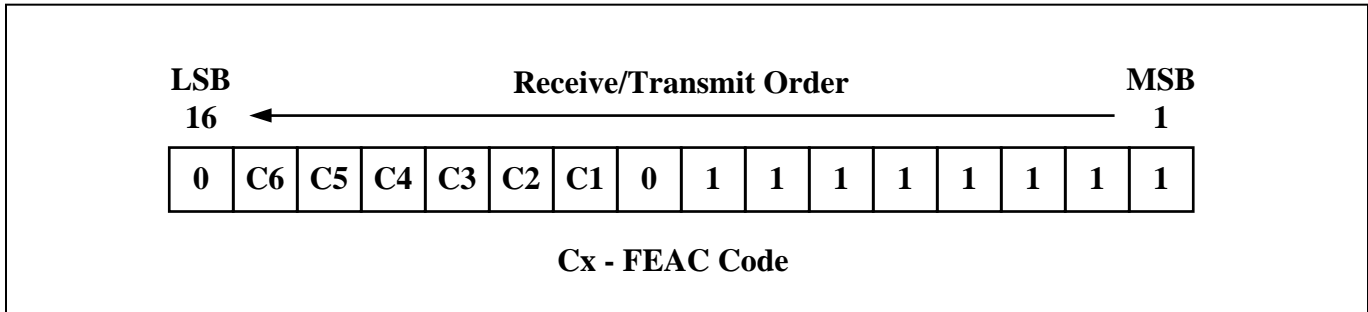 LSB Receive/Transmit Order MSB
16 1
0 C6 C5 C4 C3 C2 C1 0 1 1 1 1 1 1 1 1
Cx - FEAC Code